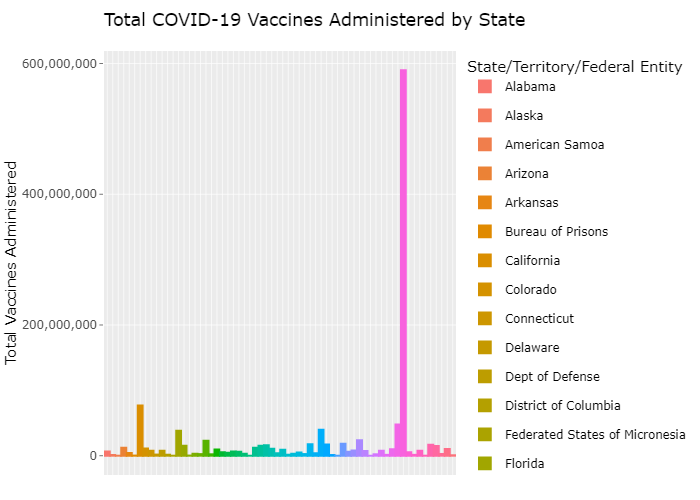 Total COVID-19 Vaccines Administered by State
600,000,000
400,000,000
200,000,000
0
Total Vaccines Administered
State/Territory/Federal Entity
Alabama
Alaska
American Samoa
Arizona
Arkansas
Bureau of Prisons
California
Colorado
Connecticut
Delaware
Dept of Defense
District of Columbia
Federated States of Micronesia
Florida